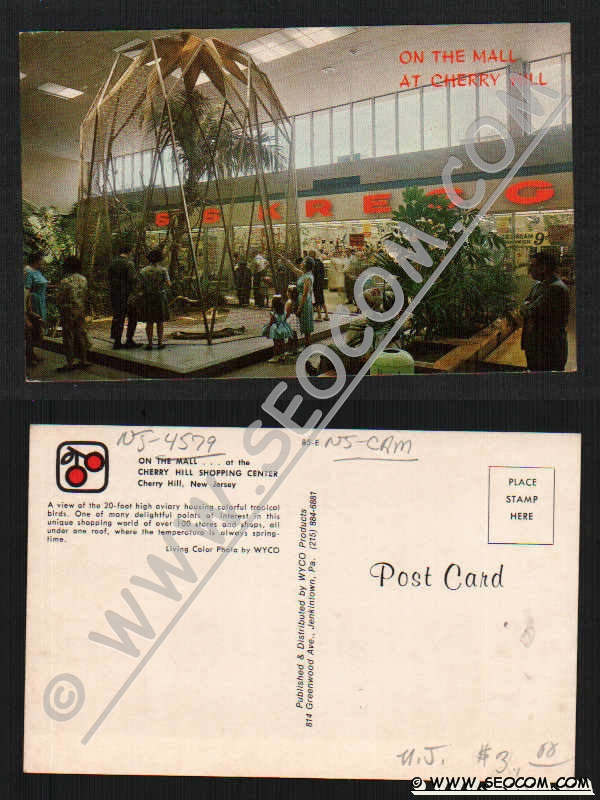 ON THE MALL
AT CHERRY HILL
S S KRESG
9¢
NJ-4579
85-E NJ-CAM
ON THE MALL . . . at the
CHERRY HILL SHOPPING CENTER
Cherry Hill, New Jersey
A view of the 20-foot high aviary housing colorful tropical
birds. One of many delightful points of interest in this
unique shopping world of over 100 stores and shops, all
under one roof, where the temperature is always spring-
time.
Living Color Photo by WYCO
Published & Distributed by WYCO Products
814 Greenwood Ave., Jenkintown, Pa. (215) 884-6881
PLACE
STAMP
HERE
Post Card
N.J. $3.00
© WWW.SEOCOM.COM
© WWW.SEOCOM.COM